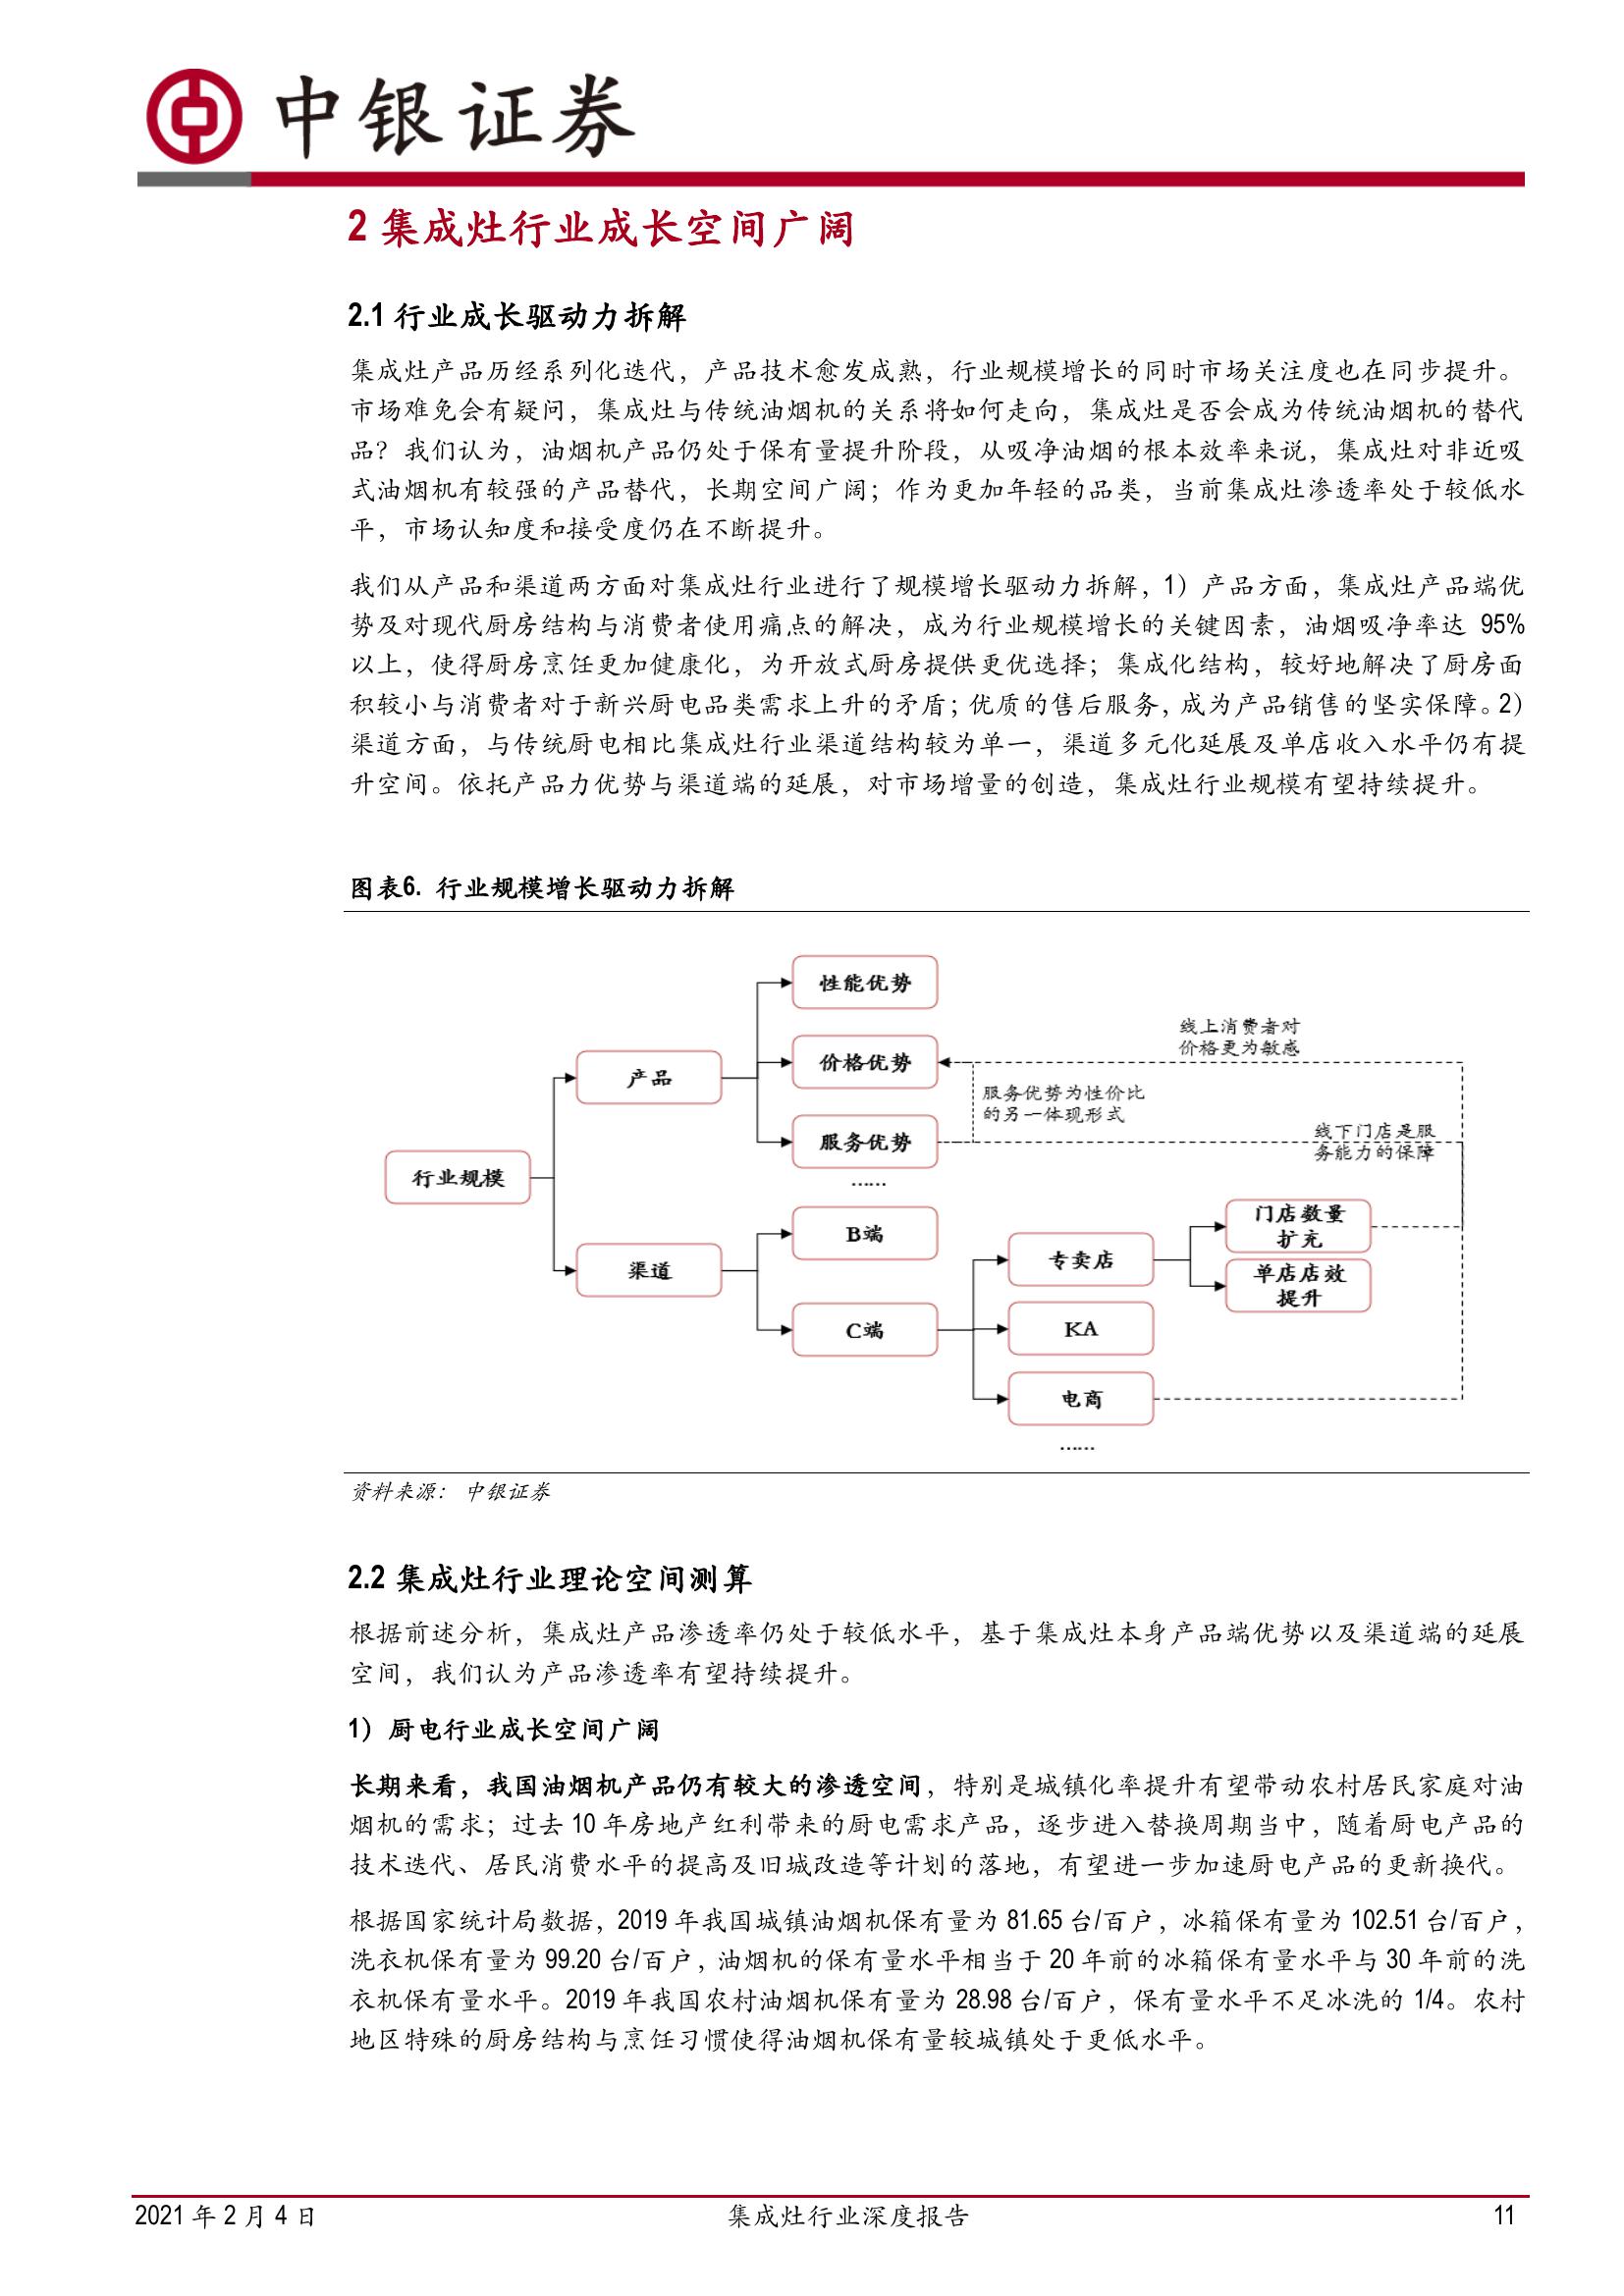 中银证券
2 集成灶行业成长空间广阔
2.1 行业成长驱动力拆解
集成灶产品历经系列化迭代，产品技术愈发成熟，行业规模增长的同时市场关注度也在同步提升。
市场难免会有疑问，集成灶与传统油烟机的关系将如何走向，集成灶是否会成为传统油烟机的替代
品？我们认为，油烟机产品仍处于保有量提升阶段，从吸净油烟的根本效率来说，集成灶对非近吸
式油烟机有较强的产品替代，长期空间广阔；作为更加年轻的品类，当前集成灶渗透率处于较低水
平，市场认知度和接受度仍在不断提升。
我们从产品和渠道两方面对集成灶行业进行了规模增长驱动力拆解，1）产品方面，集成灶产品端优
势及对现代厨房结构与消费者使用痛点的解决，成为行业规模增长的关键因素，油烟吸净率达 95%
以上，使得厨房烹饪更加健康化，为开放式厨房提供更优选择；集成化结构，较好地解决了厨房面
积较小与消费者对于新兴厨电品类需求上升的矛盾；优质的售后服务，成为产品销售的坚实保障。2）
渠道方面，与传统厨电相比集成灶行业渠道结构较为单一，渠道多元化延展及单店收入水平仍有提
升空间。依托产品力优势与渠道端的延展，对市场增量的创造，集成灶行业规模有望持续提升。
图表6. 行业规模增长驱动力拆解
性能优势
线上消费者对
价格更为敏感
产品
价格优势
服务优势为性价比
的另一体现形式
服务优势
线下门店是服
务能力的保障
行业规模
……
B端
门店数量
扩充
专卖店
渠道
单店店效
提升
C端
KA
电商
……
资料来源： 中银证券
2.2 集成灶行业理论空间测算
根据前述分析，集成灶产品渗透率仍处于较低水平，基于集成灶本身产品端优势以及渠道端的延展
空间，我们认为产品渗透率有望持续提升。
1）厨电行业成长空间广阔
长期来看，我国油烟机产品仍有较大的渗透空间，特别是城镇化率提升有望带动农村居民家庭对油
烟机的需求；过去 10 年房地产红利带来的厨电需求产品，逐步进入替换周期当中，随着厨电产品的
技术迭代、居民消费水平的提高及旧城改造等计划的落地，有望进一步加速厨电产品的更新换代。
根据国家统计局数据，2019 年我国城镇油烟机保有量为 81.65 台/百户，冰箱保有量为 102.51 台/百户，
洗衣机保有量为 99.20 台/百户，油烟机的保有量水平相当于 20 年前的冰箱保有量水平与 30 年前的洗
衣机保有量水平。2019 年我国农村油烟机保有量为 28.98 台/百户，保有量水平不足冰洗的 1/4。农村
地区特殊的厨房结构与烹饪习惯使得油烟机保有量较城镇处于更低水平。
2021 年 2 月 4 日
集成灶行业深度报告
11